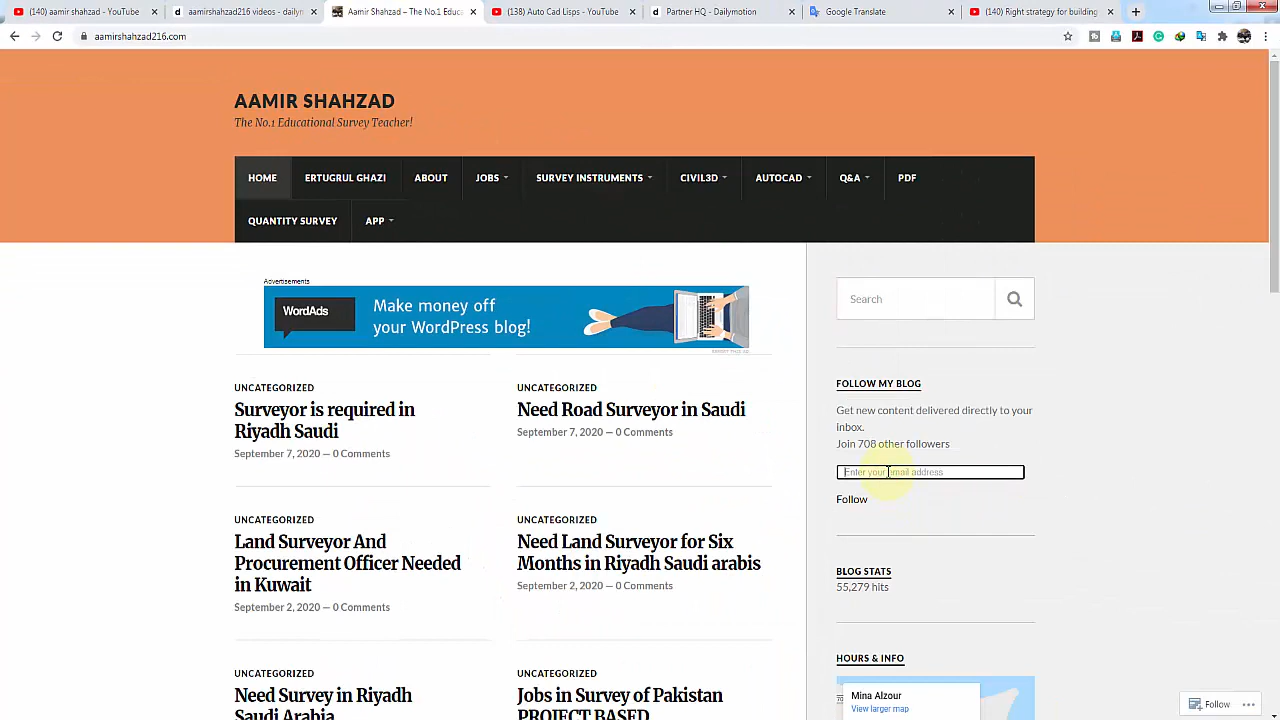 (140) aamir shahzad - YouTube
aamirshahzad216 videos - dailyn
Aamir Shahzad – The No.1 Educ
(138) Auto Cad Lisps - YouTube
Partner HQ - Dailymotion
Google Translate
(140) Right strategy for building
aamirshahzad216.com
AAMIR SHAHZAD
The No.1 Educational Survey Teacher!
HOME
ERTUGRUL GHAZI
ABOUT
JOBS
SURVEY INSTRUMENTS
CIVIL3D
AUTOCAD
Q&A
PDF
QUANTITY SURVEY
APP
Advertisements
WordAds
Make money off
your WordPress blog!
UNCATEGORIZED
Surveyor is required in
Riyadh Saudi
September 7, 2020 — 0 Comments
UNCATEGORIZED
Need Road Surveyor in Saudi
September 7, 2020 — 0 Comments
UNCATEGORIZED
Land Surveyor And
Procurement Officer Needed
in Kuwait
September 2, 2020 — 0 Comments
UNCATEGORIZED
Need Land Surveyor for Six
Months in Riyadh Saudi arabis
September 2, 2020 — 0 Comments
UNCATEGORIZED
Need Survey in Riyadh
Saudi Arabia
UNCATEGORIZED
Jobs in Survey of Pakistan
PROJECT BASED
Search
FOLLOW MY BLOG
Get new content delivered directly to your
inbox.
Join 708 other followers
Enter your email address
Follow
BLOG STATS
55,279 hits
HOURS & INFO
Mina Alzour
View larger map
Follow